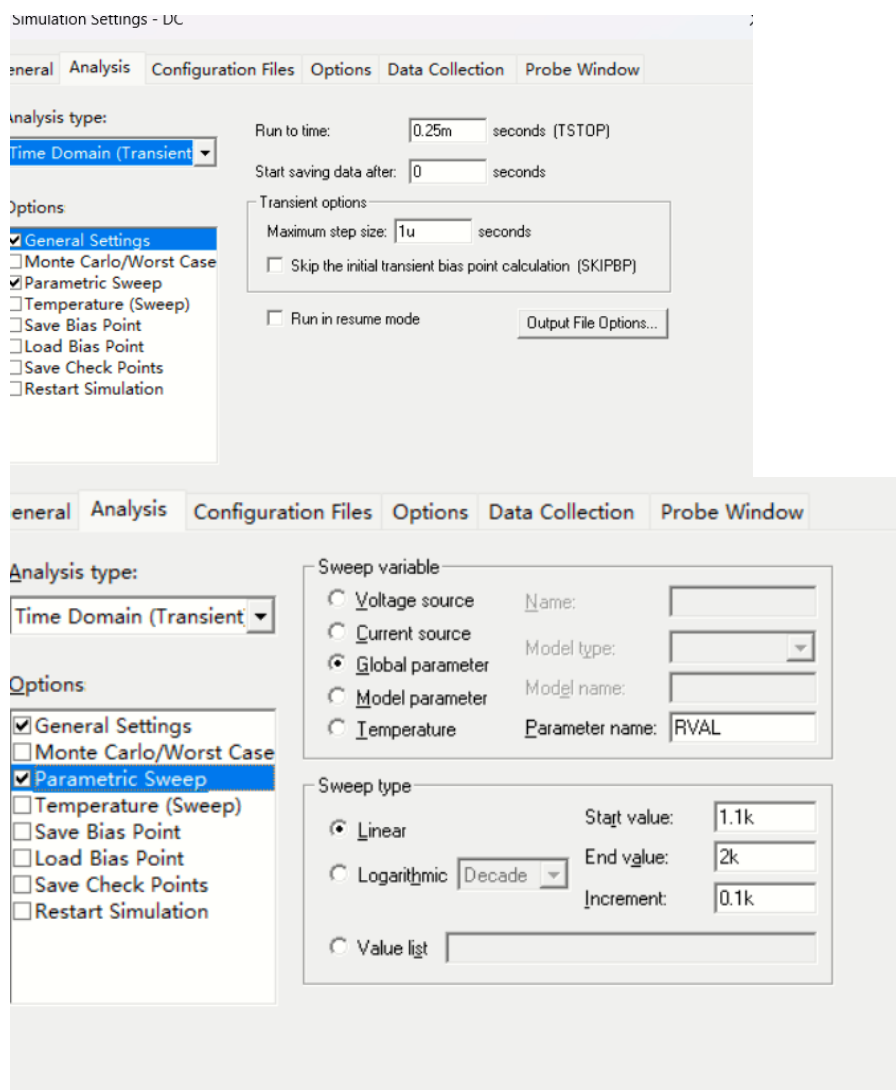 Simulation Settings - DC
eneral Analysis Configuration Files Options Data Collection Probe Window
Analysis type:
Time Domain (Transient
Options
General Settings
Monte Carlo/Worst Case
Parametric Sweep
Temperature (Sweep)
Save Bias Point
Load Bias Point
Save Check Points
Restart Simulation
Run to time: 0.25m seconds (TSTOP)
Start saving data after: 0 seconds
Transient options
Maximum step size: 1u seconds
Skip the initial transient bias point calculation (SKIPBP)
Run in resume mode
Output File Options...
eneral Analysis Configuration Files Options Data Collection Probe Window
Analysis type:
Time Domain (Transient
Options
General Settings
Monte Carlo/Worst Case
Parametric Sweep
Temperature (Sweep)
Save Bias Point
Load Bias Point
Save Check Points
Restart Simulation
Sweep variable
Voltage source
Current source
Global parameter
Model parameter
Temperature
Name:
Model type:
Model name:
Parameter name: RVAL
Sweep type
Linear
Logarithmic Decade
Value list
Start value: 1.1k
End value: 2k
Increment: 0.1k